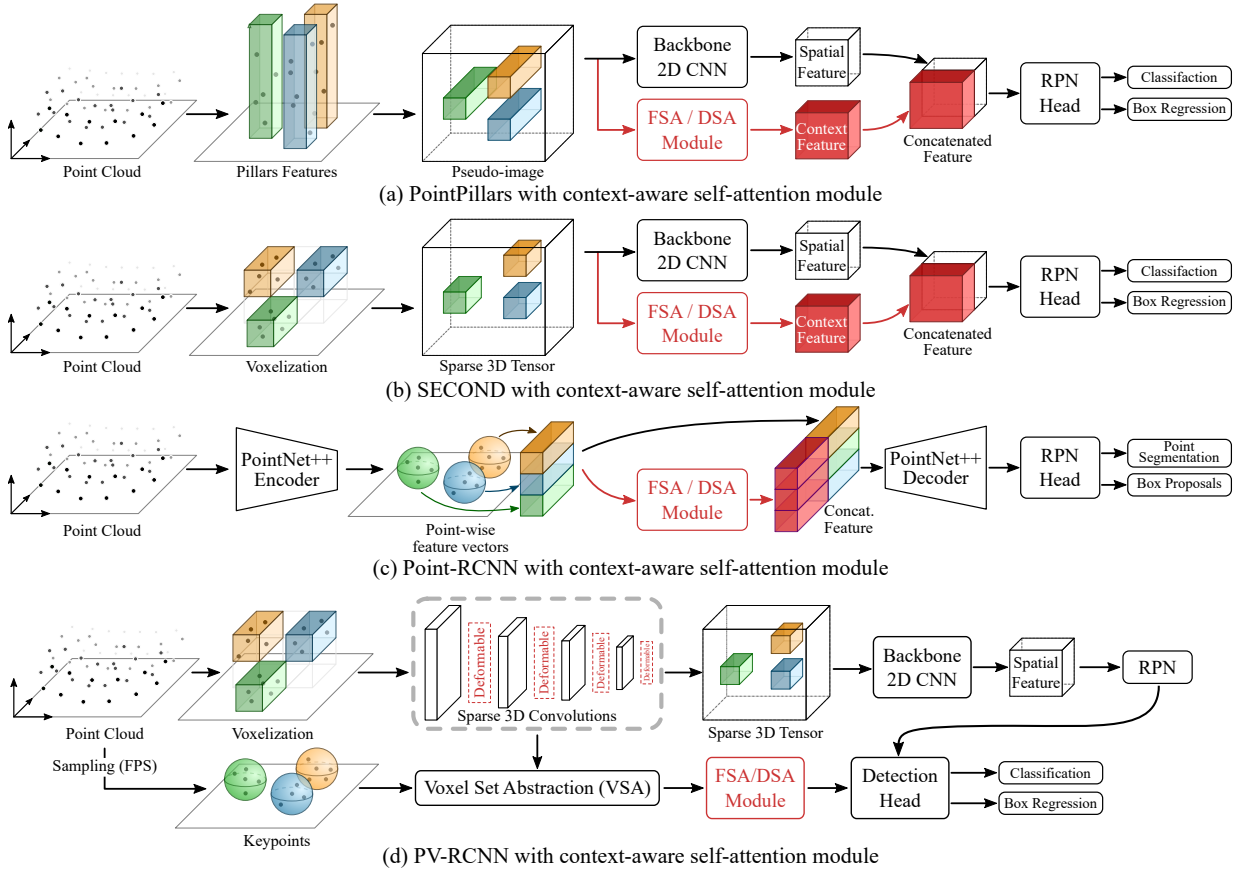 Point Cloud
Pillars Features
Pseudo-image
Backbone
2D CNN
FSA / DSA
Module
Spatial
Feature
Context
Feature
Concatenated
Feature
RPN
Head
Classifaction
Box Regression
(a) PointPillars with context-aware self-attention module
Point Cloud
Voxelization
Sparse 3D Tensor
Backbone
2D CNN
FSA / DSA
Module
Spatial
Feature
Context
Feature
Concatenated
Feature
RPN
Head
Classifaction
Box Regression
(b) SECOND with context-aware self-attention module
Point Cloud
PointNet++
Encoder
Point-wise
feature vectors
FSA / DSA
Module
Concat.
Feature
PointNet++
Decoder
RPN
Head
Point
Segmentation
Box Proposals
(c) Point-RCNN with context-aware self-attention module
Point Cloud
Voxelization
Deformable
Deformable
Deformable
Deformable
Sparse 3D Convolutions
Sparse 3D Tensor
Backbone
2D CNN
Spatial
Feature
RPN
Sampling (FPS)
Keypoints
Voxel Set Abstraction (VSA)
FSA/DSA
Module
Detection
Head
Classification
Box Regression
(d) PV-RCNN with context-aware self-attention module